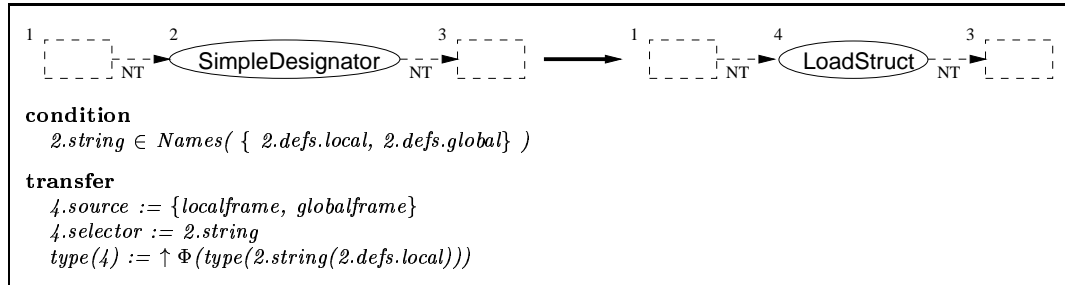 1 2 3 1 4 3
SimpleDesignator LoadStruct
NT NT NT NT
condition
2.string ∈ Names( { 2.defs.local, 2.defs.global} )
transfer
4.source := {localframe, globalframe}
4.selector := 2.string
type(4) := ↑ Φ(type(2.string(2.defs.local)))